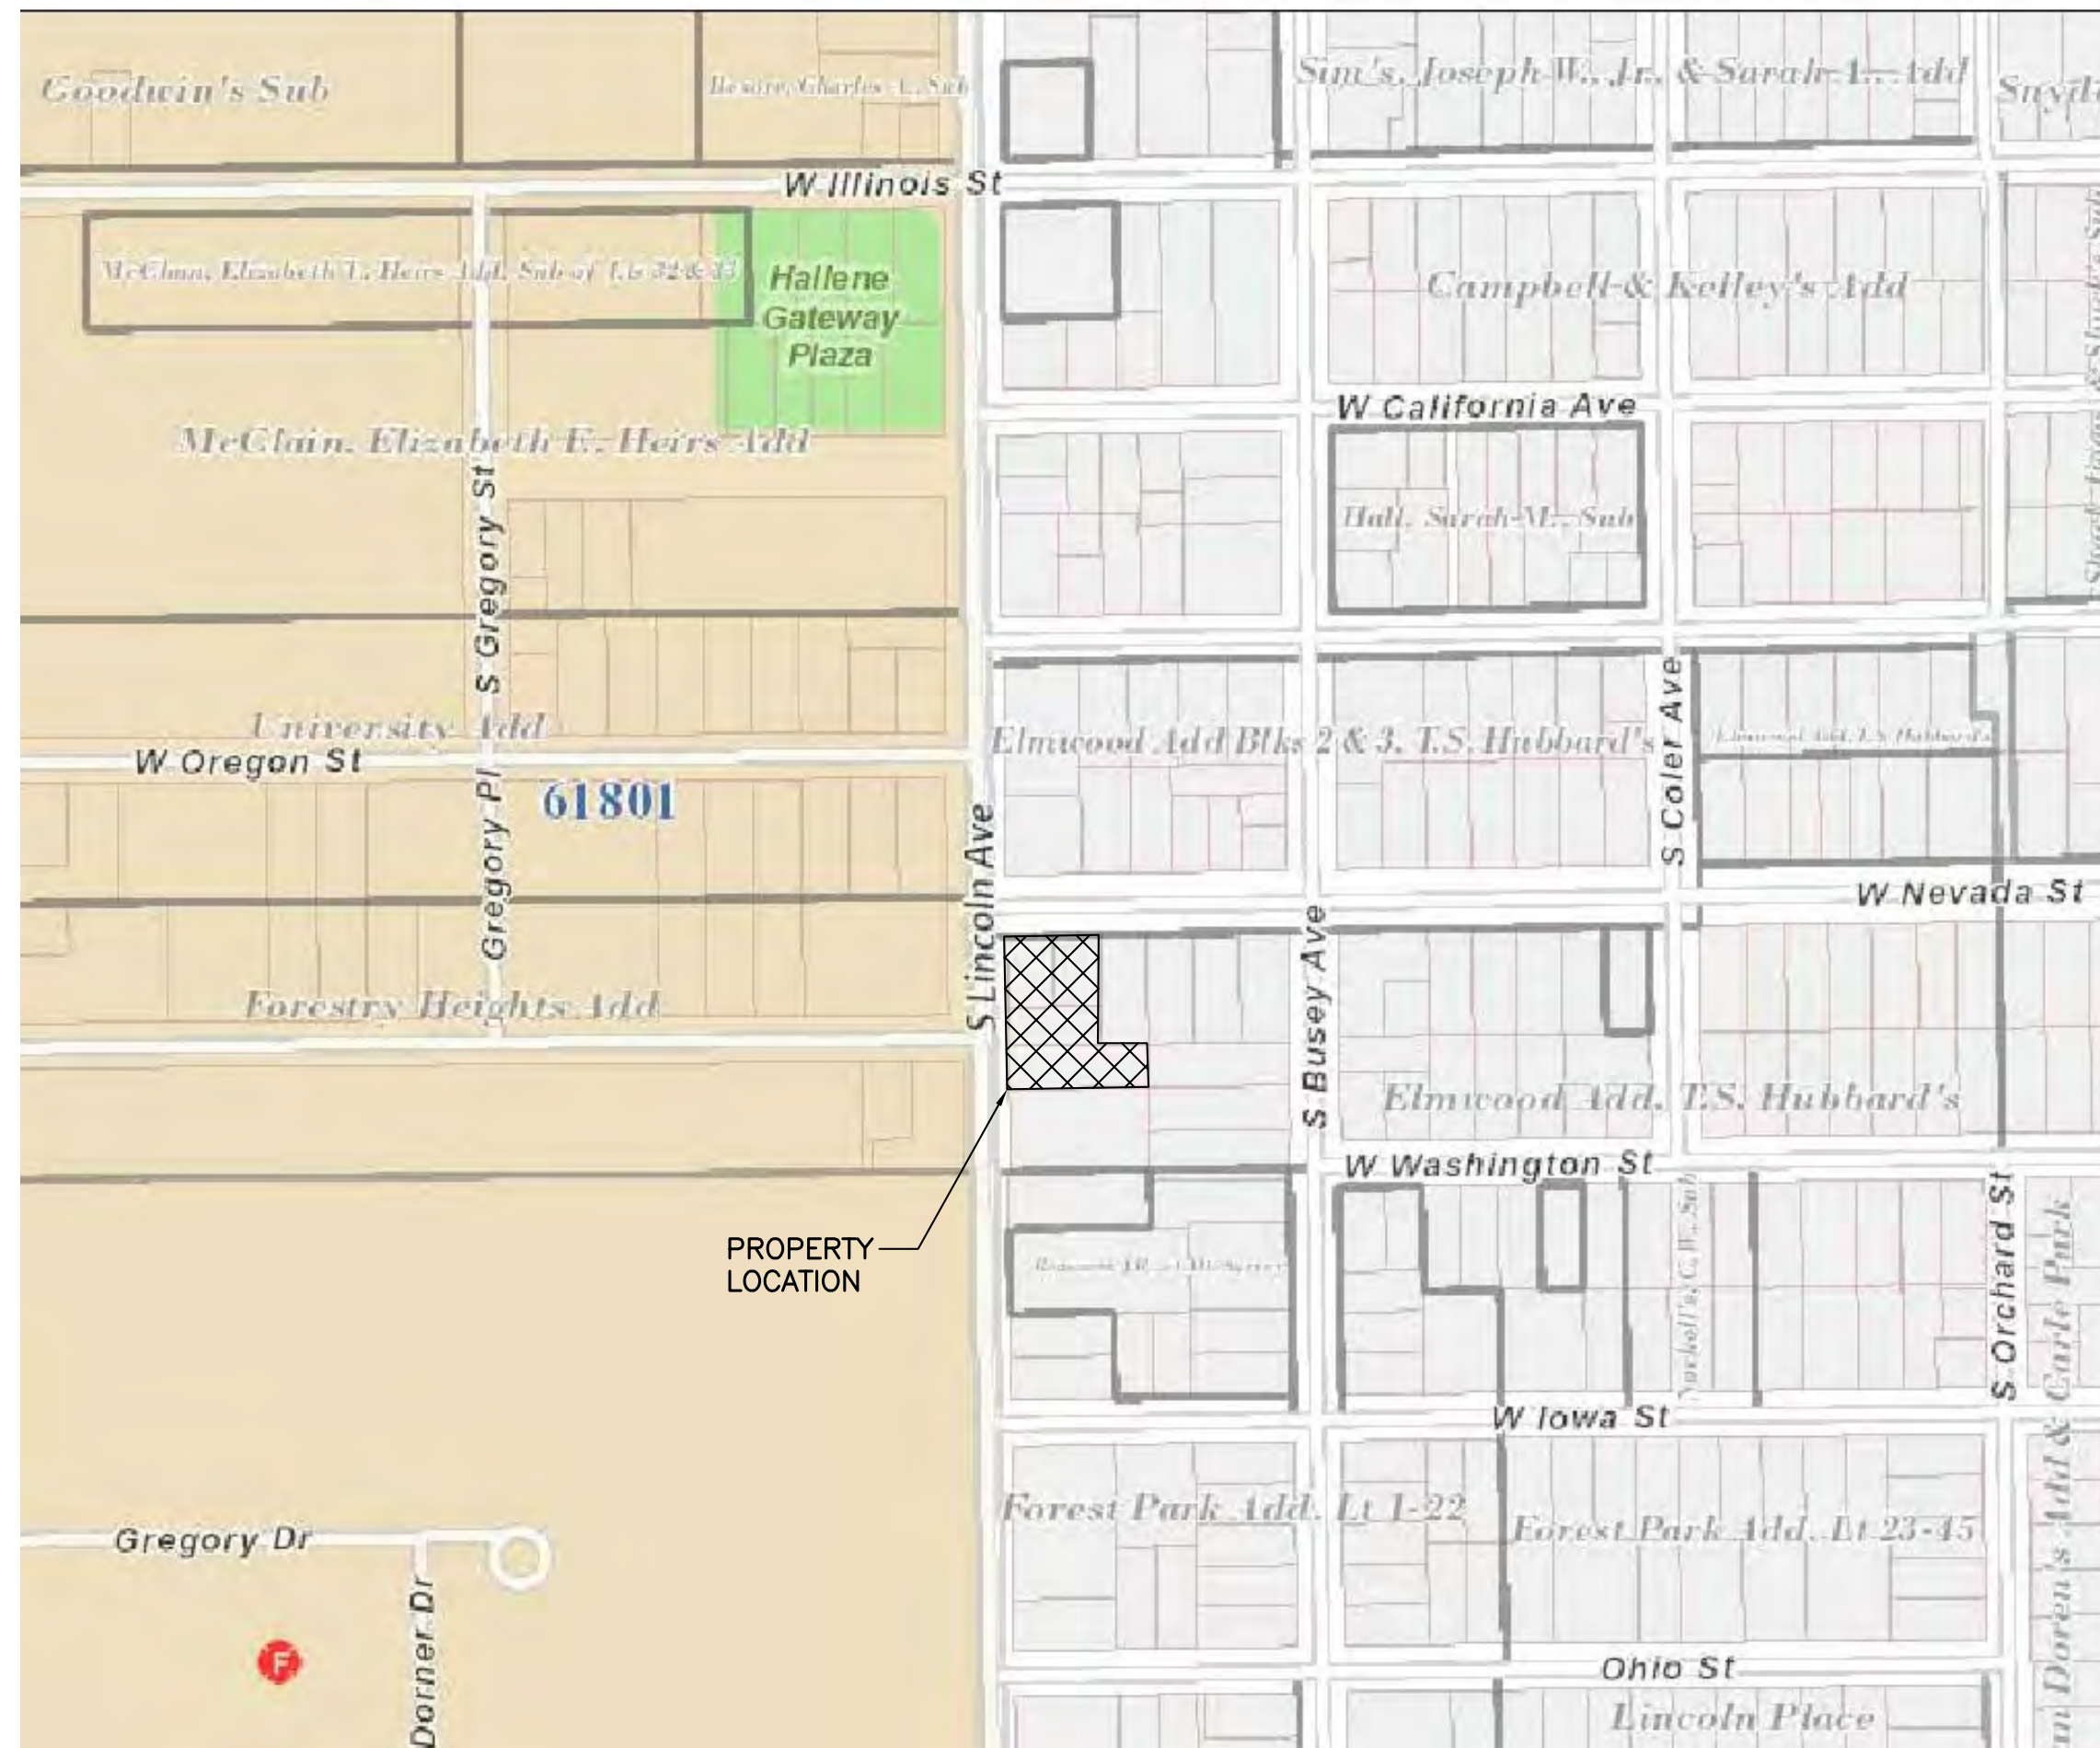 Goodwin's Sub
Sim's, Joseph W., Jr., & Sarah A., Add
W Illinois St
Hallene
Gateway
Plaza
Campbell & Kelley's Add
W California Ave
McClain, Elizabeth E., Heirs Add
S Gregory St
Hall, Sarah M., Sub
University Add
W Oregon St
Elmwood Add Blks 2 & 3, T.S. Hubbard's
S Coler Ave
61801
Gregory Pl
S Lincoln Ave
W Nevada St
S Busey Ave
Forestry Heights Add
Elmwood Add, T.S. Hubbard's
W Washington St
PROPERTY
LOCATION
S Orchard St
W Iowa St
Forest Park Add, Lt 1-22
Forest Park Add, Lt 23-45
Doren's Add & Carle Park
Gregory Dr
Dorner Dr
F
Ohio St
Lincoln Place